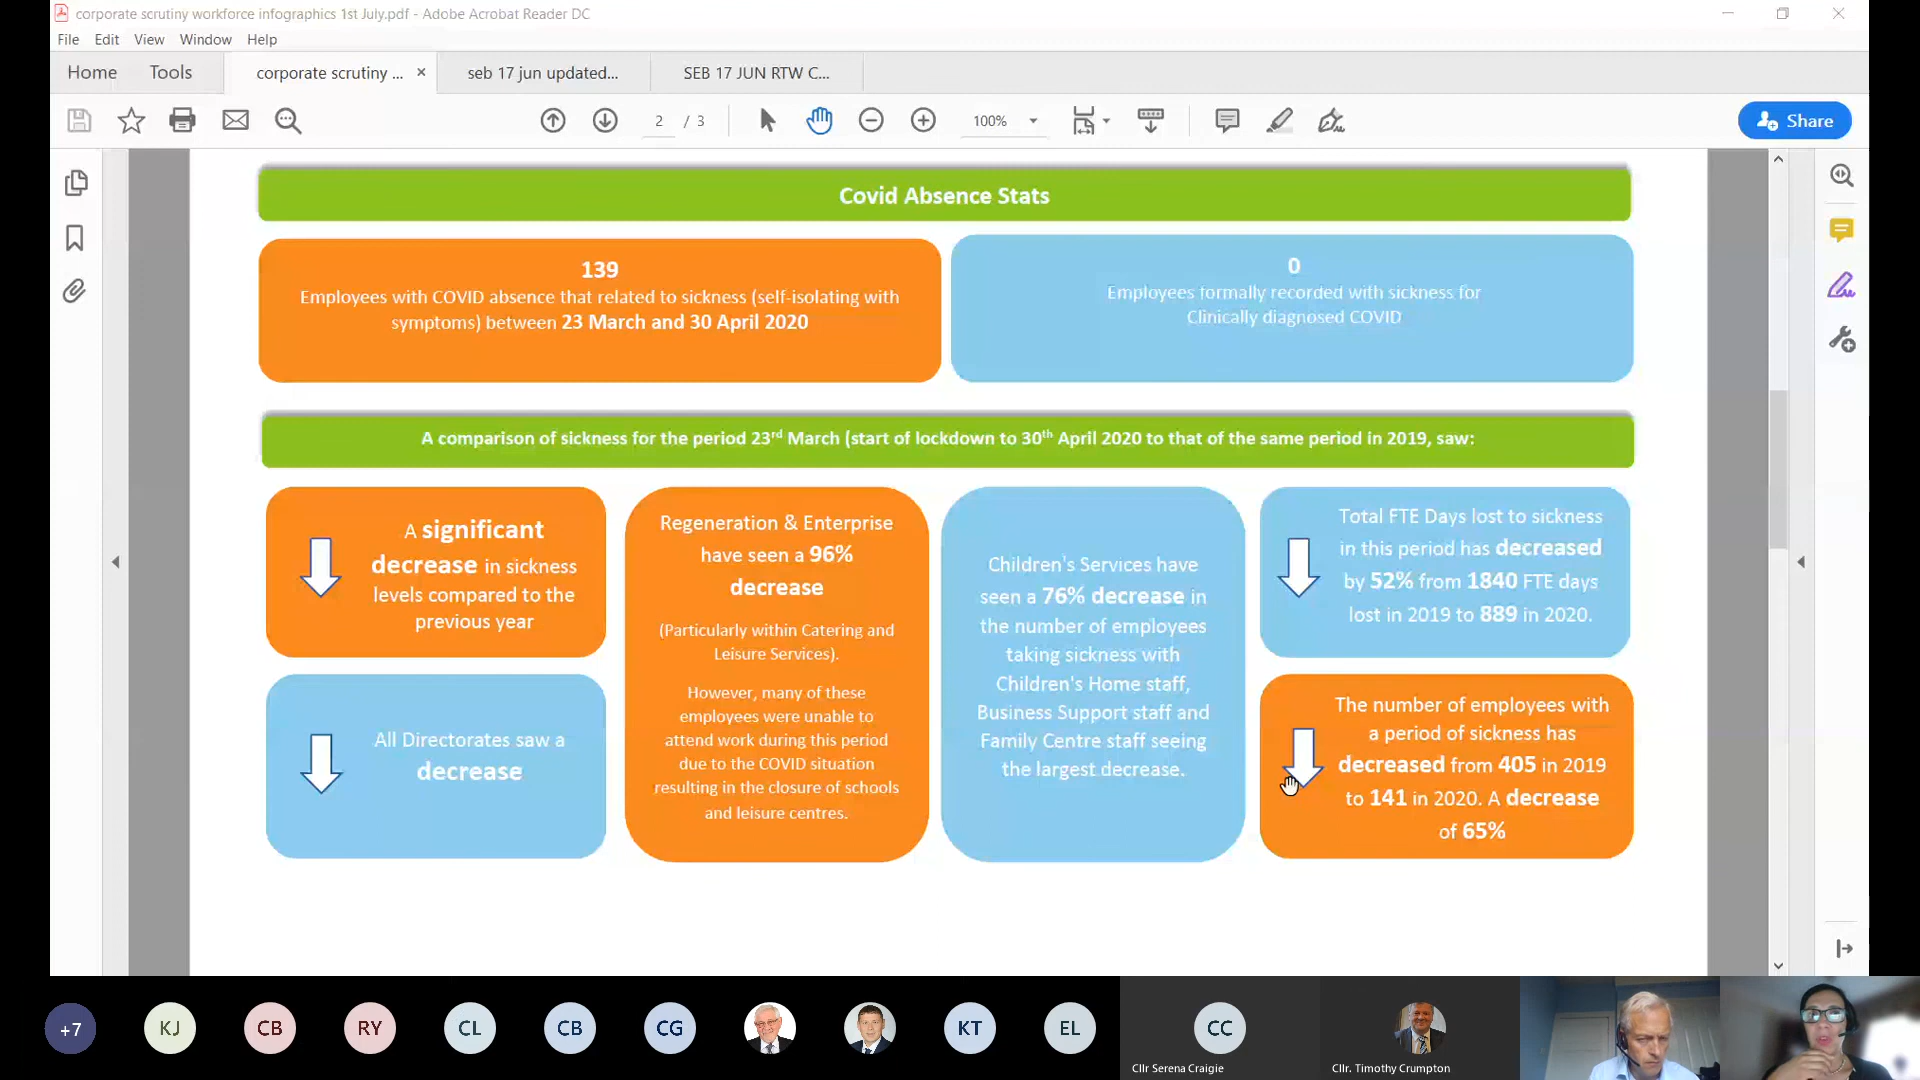 corporate scrutiny workforce infographics 1st July.pdf - Adobe Acrobat Reader DC
File Edit View Window Help
Home Tools corporate scrutiny ... × seb 17 jun updated... SEB 17 JUN RTW C...
2 / 3 100% Share
Covid Absence Stats
139
Employees with COVID absence that related to sickness (self-isolating with
symptoms) between 23 March and 30 April 2020
0
Employees formally recorded with sickness for
Clinically diagnosed COVID
A comparison of sickness for the period 23rd March (start of lockdown to 30th April 2020 to that of the same period in 2019, saw:
A significant
decrease in sickness
levels compared to the
previous year
All Directorates saw a
decrease
Regeneration & Enterprise
have seen a 96%
decrease
(Particularly within Catering and
Leisure Services).
However, many of these
employees were unable to
attend work during this period
due to the COVID situation
resulting in the closure of schools
and leisure centres.
Children's Services have
seen a 76% decrease in
the number of employees
taking sickness with
Children's Home staff,
Business Support staff and
Family Centre staff seeing
the largest decrease.
Total FTE Days lost to sickness
in this period has decreased
by 52% from 1840 FTE days
lost in 2019 to 889 in 2020.
The number of employees with
a period of sickness has
decreased from 405 in 2019
to 141 in 2020. A decrease
of 65%
+7 KJ CB RY CL CB CG KT EL CC
Cllr Serena Craigie
Cllr. Timothy Crumpton